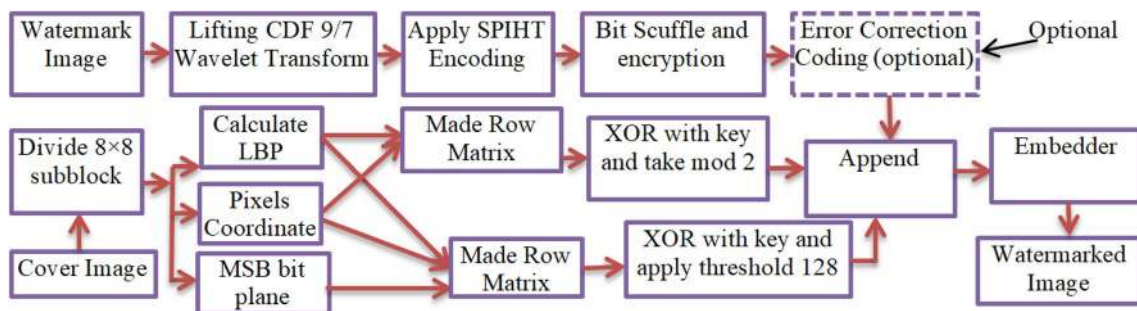 Watermark
Image
Lifting CDF 9/7
Wavelet Transform
Apply SPIHT
Encoding
Bit Scuffle and
encryption
Error Correction
Coding (optional)
Optional
Divide 8×8
subblock
Cover Image
Calculate
LBP
Pixels
Coordinate
MSB bit
plane
Made Row
Matrix
XOR with key
and take mod 2
Made Row
Matrix
XOR with key and
apply threshold 128
Append
Embedder
Watermarked
Image